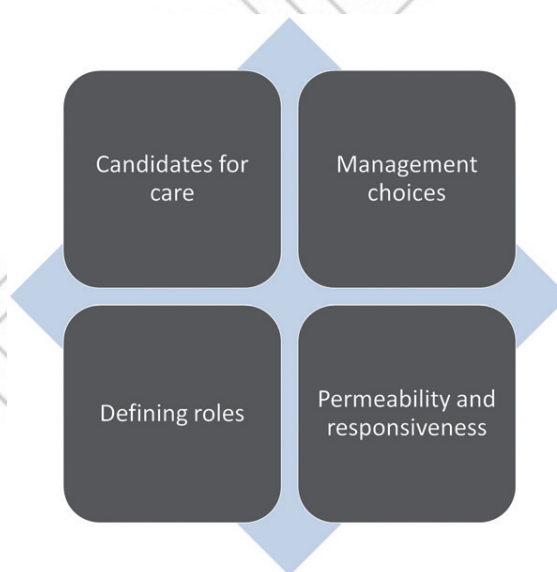 Candidates for
care
Management
choices
Defining roles
Permeability and
responsiveness